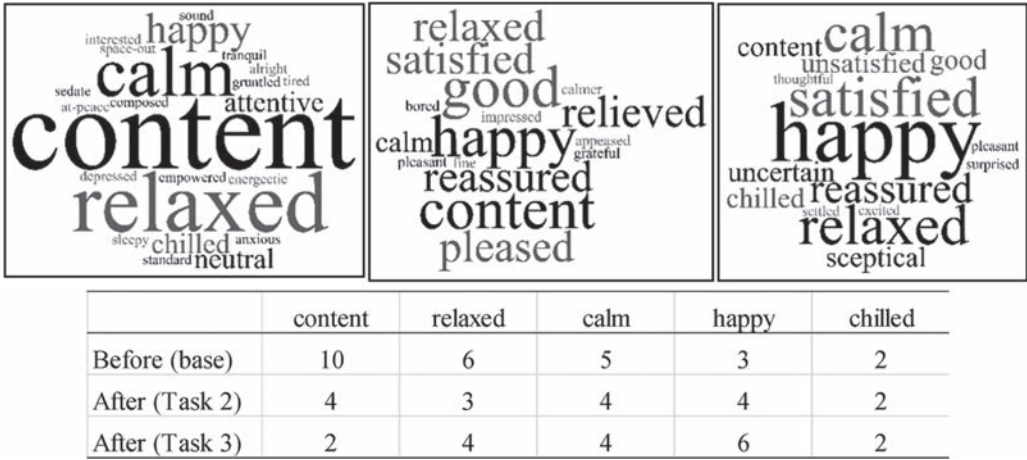 sound
interested happy
space-out
tranquil
calm
alright
sedate
gruntled tired
at-peace composed attentive
content
depressed empowered energectie
relaxed
sleepy chilled anxious
standard neutral
relaxed
satisfied
good calmer
bored
impressed relieved
calm happy appeased
grateful
pleasant fine
reassured
content
pleased
content calm
unsatisfied good
thoughtful
satisfied
happy pleasant
surprised
uncertain
chilled reassured
settled excited
relaxed
sceptical
content relaxed calm happy chilled
Before (base) 10 6 5 3 2
After (Task 2) 4 3 4 4 2
After (Task 3) 2 4 4 6 2